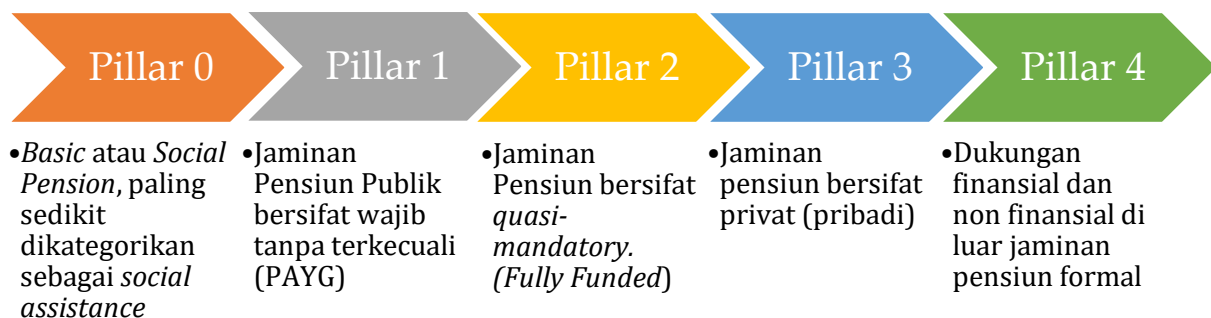 Pillar 0
Pillar 1
Pillar 2
Pillar 3
Pillar 4
•Basic atau Social
Pension, paling
sedikit
dikategorikan
sebagai social
assistance
•Jaminan
Pensiun Publik
bersifat wajib
tanpa terkecuali
(PAYG)
•Jaminan
Pensiun bersifat
quasi-
mandatory.
(Fully Funded)
•Jaminan
pensiun bersifat
privat (pribadi)
•Dukungan
finansial dan
non finansial di
luar jaminan
pensiun formal